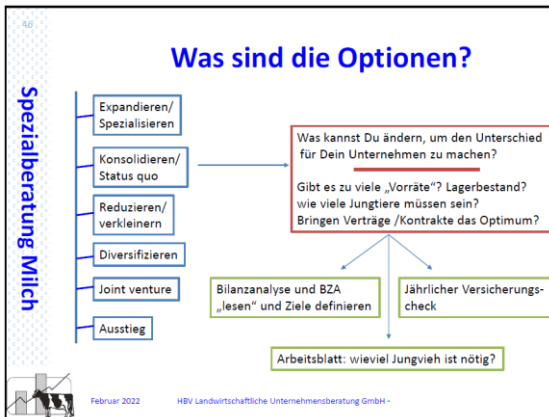 46
Was sind die Optionen?
Spezialberatung Milch
Expandieren/
Spezialisieren
Konsolidieren/
Status quo
Reduzieren/
verkleinern
Diversifizieren
Joint venture
Ausstieg
Was kannst Du ändern, um den Unterschied
für Dein Unternehmen zu machen?
Gibt es zu viele „Vorräte“? Lagerbestand?
wie viele Jungtiere müssen sein?
Bringen Verträge /Kontrakte das Optimum?
Bilanzanalyse und BZA
„lesen“ und Ziele definieren
Jährlicher Versicherungs-
check
Arbeitsblatt: wieviel Jungvieh ist nötig?
Februar 2022 HBV Landwirtschaftliche Unternehmensberatung GmbH -